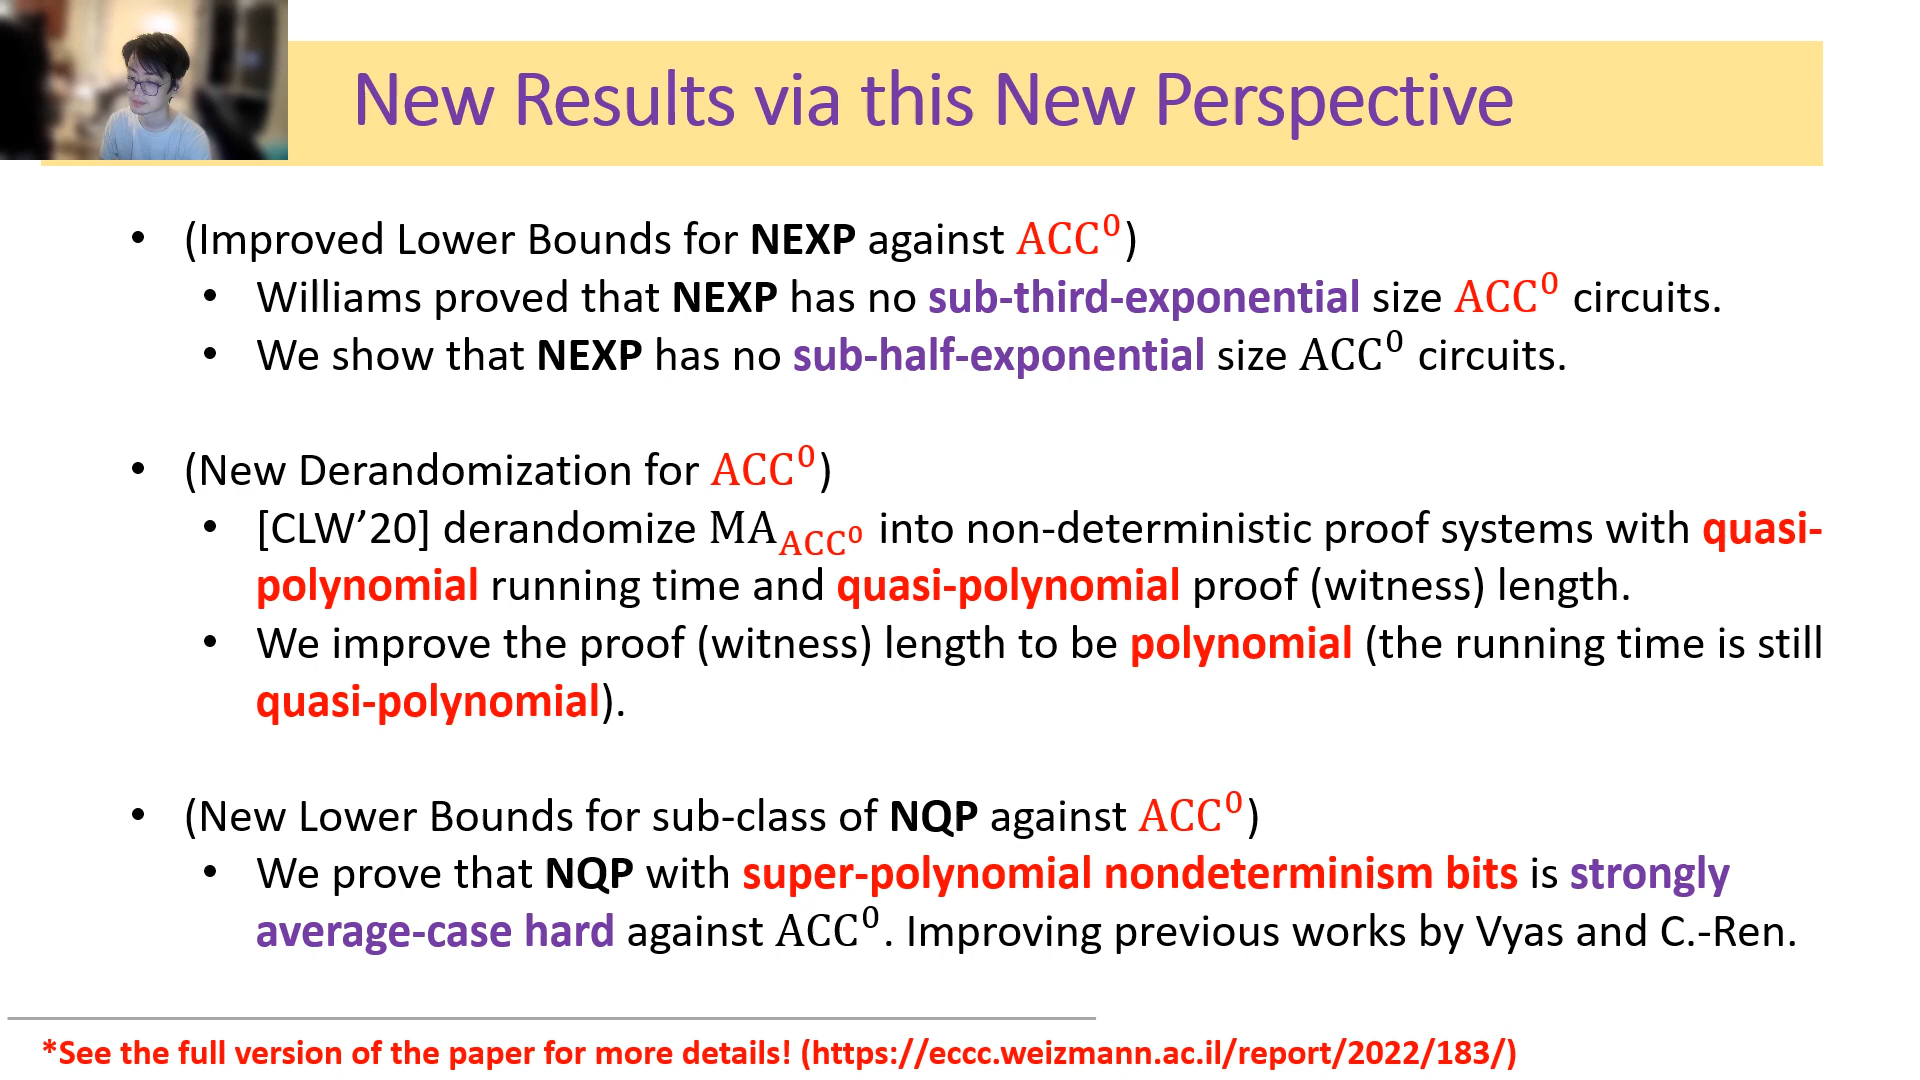 New Results via this New Perspective
• (Improved Lower Bounds for NEXP against ACC⁰)
• Williams proved that NEXP has no sub-third-exponential size ACC⁰ circuits.
• We show that NEXP has no sub-half-exponential size ACC⁰ circuits.
• (New Derandomization for ACC⁰)
• [CLW’20] derandomize MA_ACC⁰ into non-deterministic proof systems with quasi-
polynomial running time and quasi-polynomial proof (witness) length.
• We improve the proof (witness) length to be polynomial (the running time is still
quasi-polynomial).
• (New Lower Bounds for sub-class of NQP against ACC⁰)
• We prove that NQP with super-polynomial nondeterminism bits is strongly
average-case hard against ACC⁰. Improving previous works by Vyas and C.-Ren.
*See the full version of the paper for more details! (https://eccc.weizmann.ac.il/report/2022/183/)